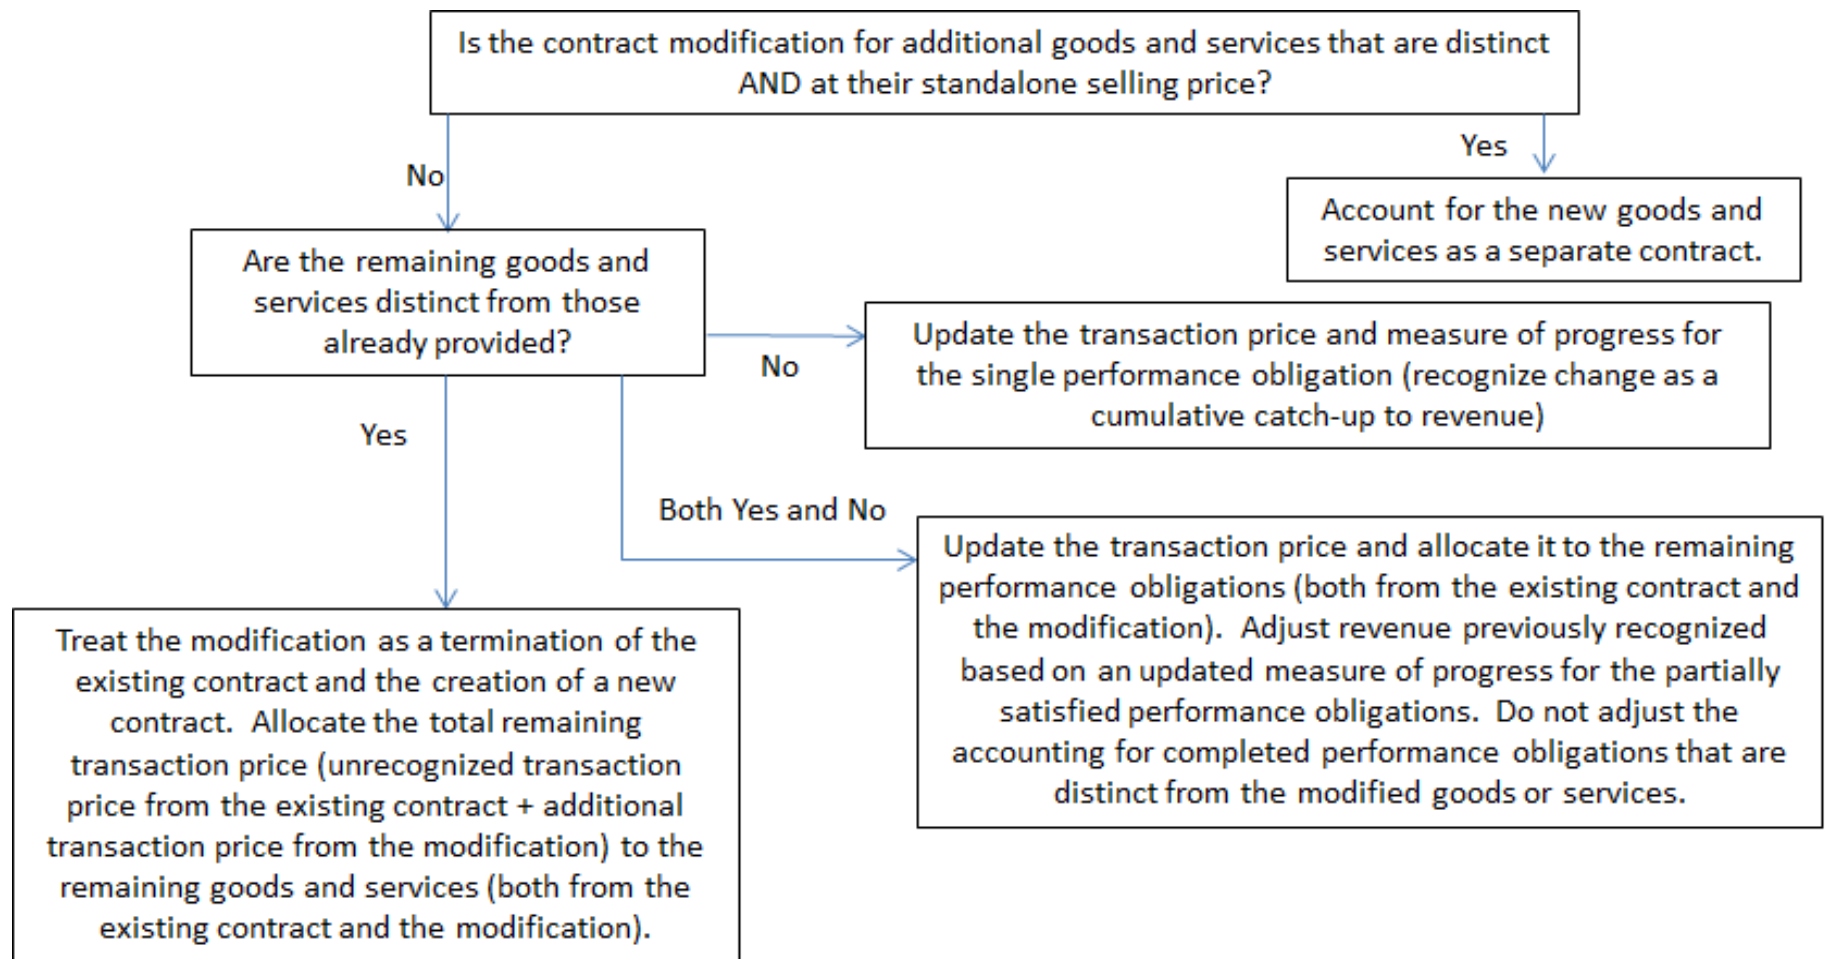 Is the contract modification for additional goods and services that are distinct
AND at their standalone selling price?
Yes
No
Account for the new goods and
services as a separate contract.
Are the remaining goods and
services distinct from those
already provided?
No
Update the transaction price and measure of progress for
the single performance obligation (recognize change as a
cumulative catch-up to revenue)
Yes
Both Yes and No
Update the transaction price and allocate it to the remaining
performance obligations (both from the existing contract and
the modification). Adjust revenue previously recognized
based on an updated measure of progress for the partially
satisfied performance obligations. Do not adjust the
accounting for completed performance obligations that are
distinct from the modified goods or services.
Treat the modification as a termination of the
existing contract and the creation of a new
contract. Allocate the total remaining
transaction price (unrecognized transaction
price from the existing contract + additional
transaction price from the modification) to the
remaining goods and services (both from the
existing contract and the modification).